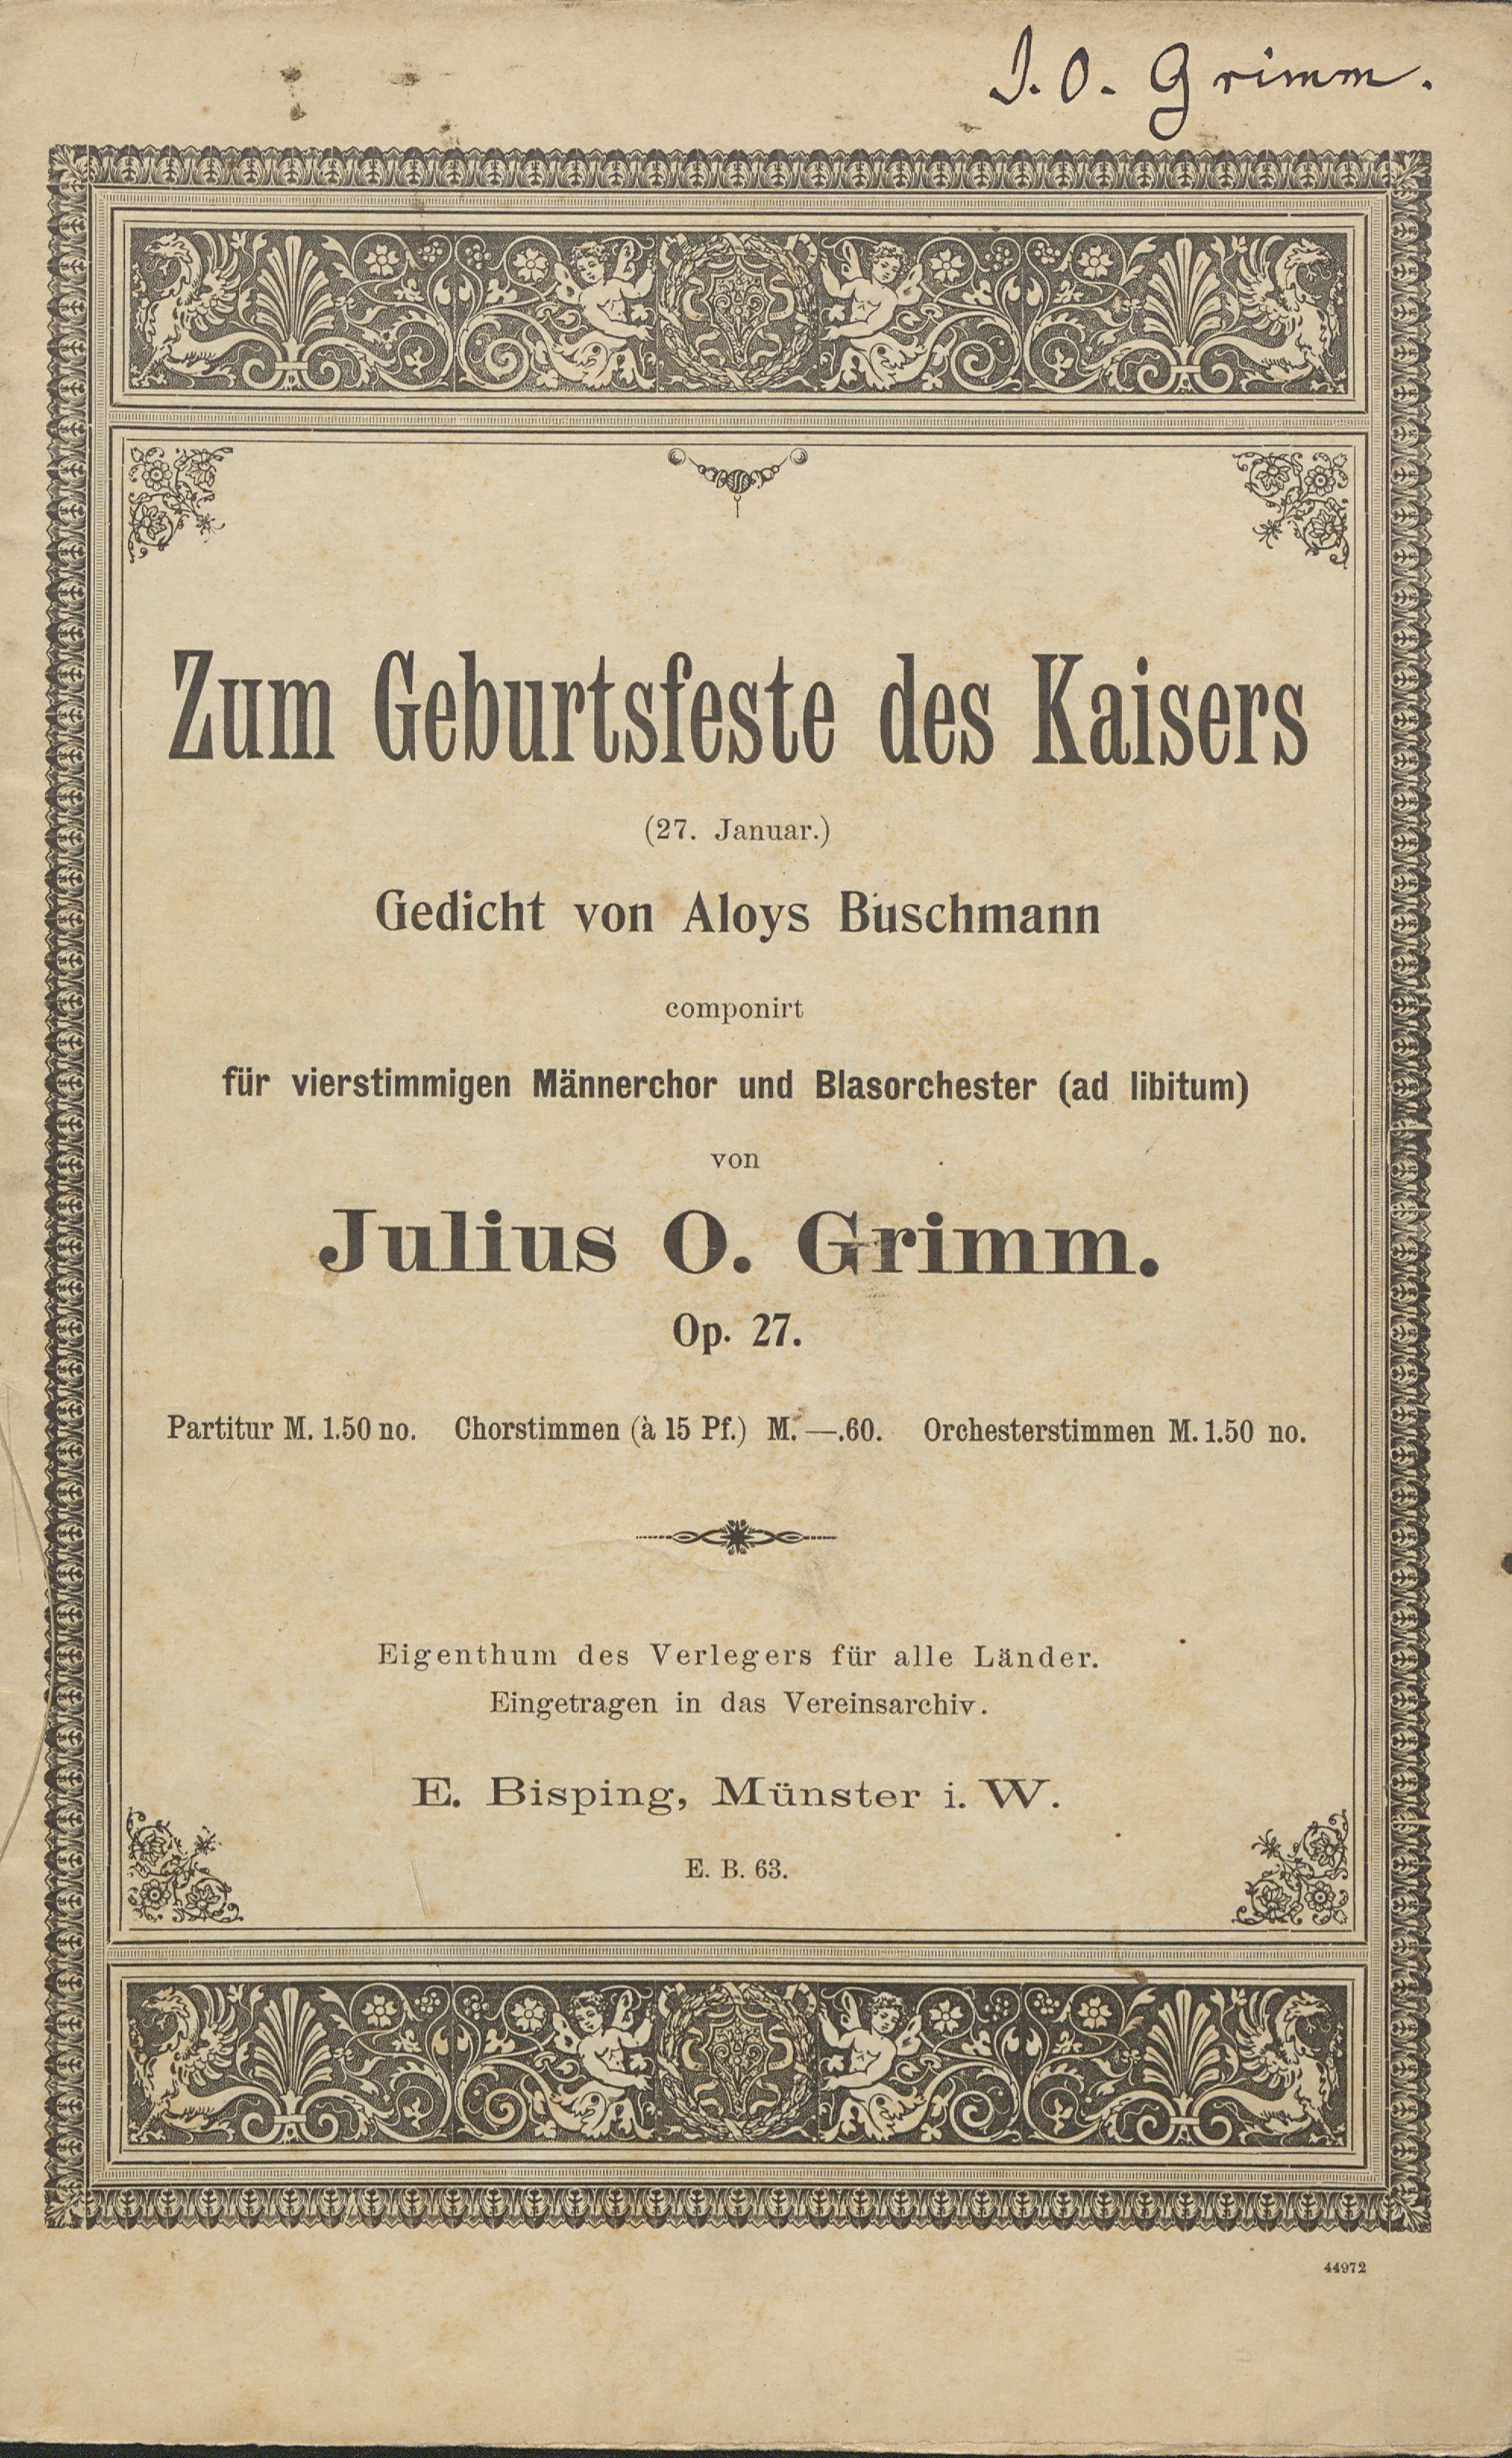 J. O. Grimm.
Zum Geburtsfeste des Kaisers
(27. Januar.)
Gedicht von Aloys Buschmann
componirt
für vierstimmigen Männerchor und Blasorchester (ad libitum)
von
Julius O. Grimm.
Op. 27.
Partitur M. 1.50 no. Chorstimmen (à 15 Pf.) M. —.60. Orchesterstimmen M. 1.50 no.
Eigenthum des Verlegers für alle Länder.
Eingetragen in das Vereinsarchiv.
E. Bisping, Münster i. W.
E. B. 63.
44972